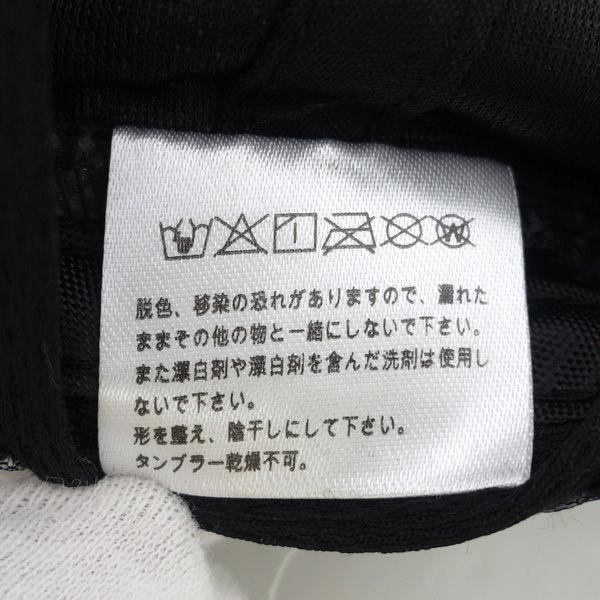 脱色、移染の恐れがありますので、濡れた
ままその他の物と一緒にしないで下さい。
また漂白剤や漂白剤を含んだ洗剤は使用し
ないで下さい。
形を整え、陰干しにして下さい。
タンブラー乾燥不可。